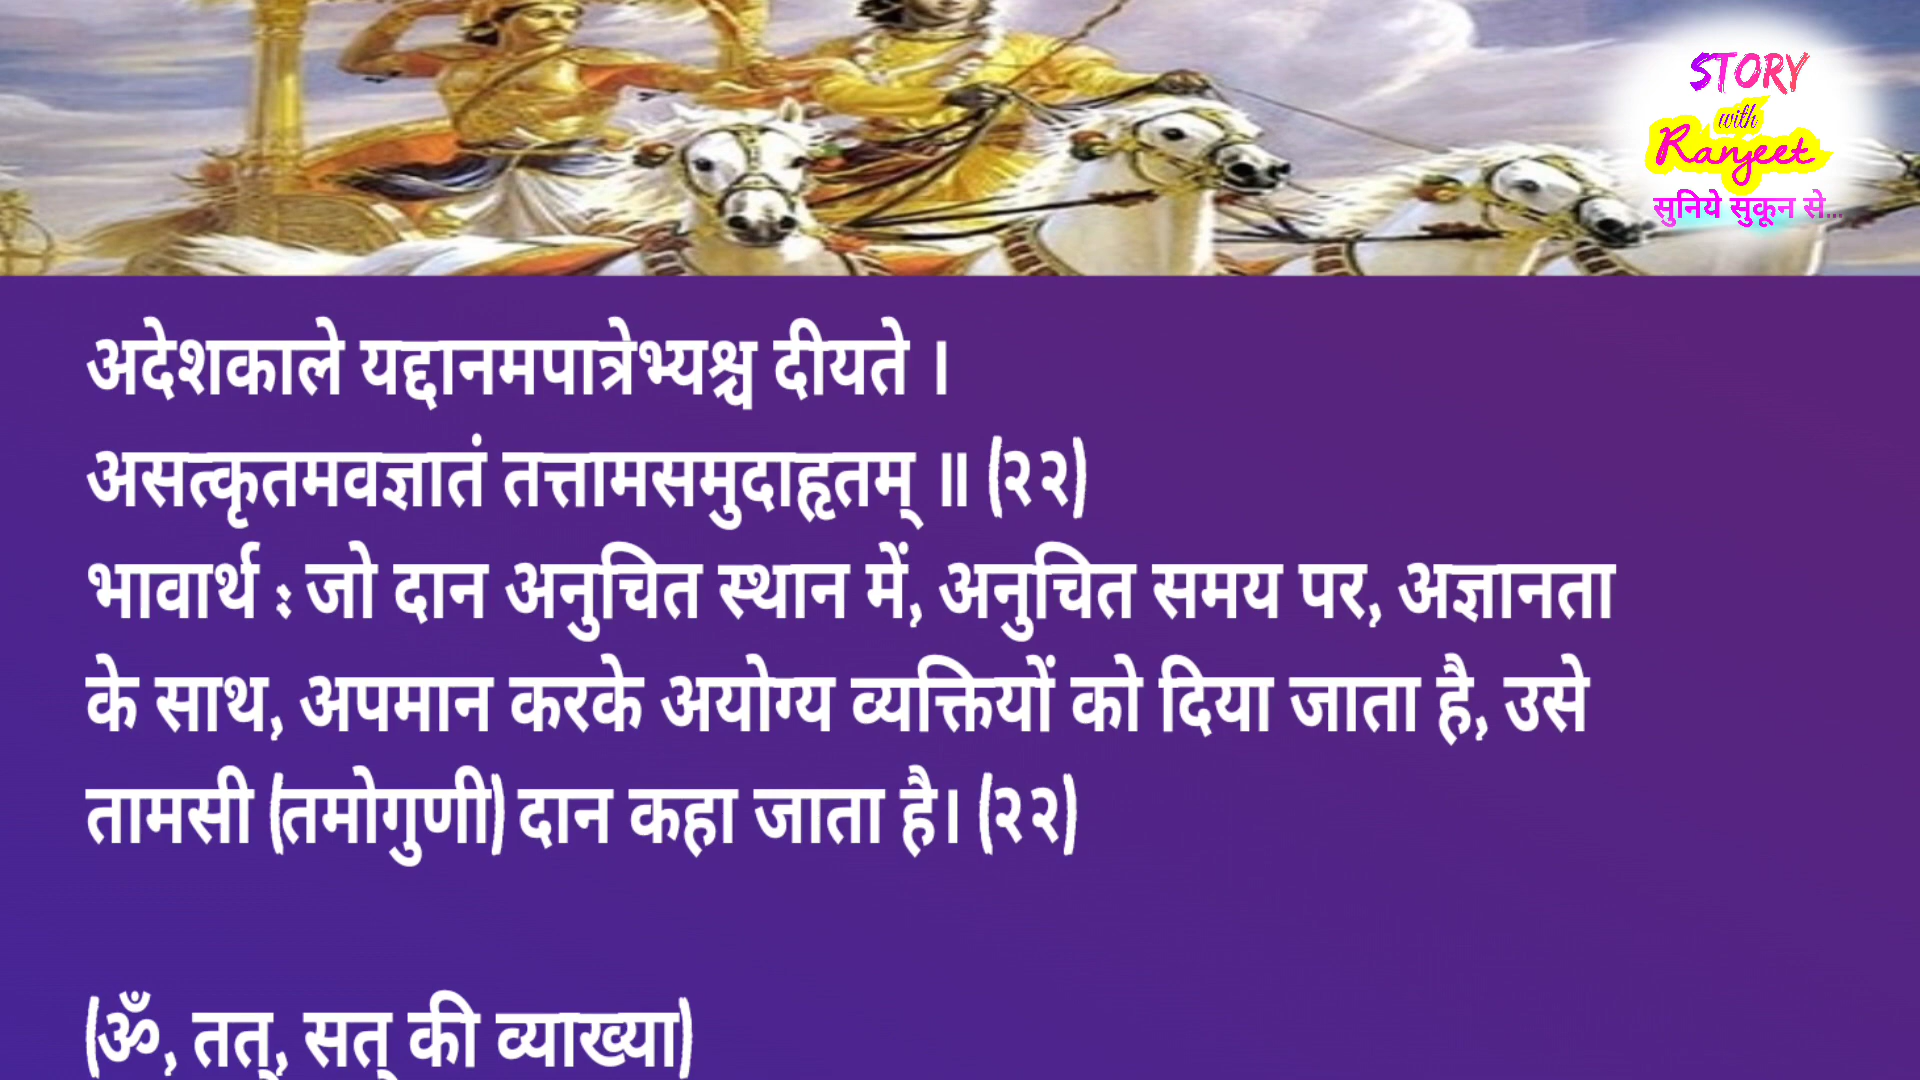 STORY
with
Ranjeet
सुनिये सुकून से...
अदेशकाले यद्दानमपात्रेभ्यश्च दीयते ।
असत्कृतमवज्ञातं तत्तामसमुदाहृतम् ॥ (२२)
भावार्थ : जो दान अनुचित स्थान में, अनुचित समय पर, अज्ञानता
के साथ, अपमान करके अयोग्य व्यक्तियों को दिया जाता है, उसे
तामसी (तमोगुणी) दान कहा जाता है। (२२)
(ॐ, तत्, सत् की व्याख्या)